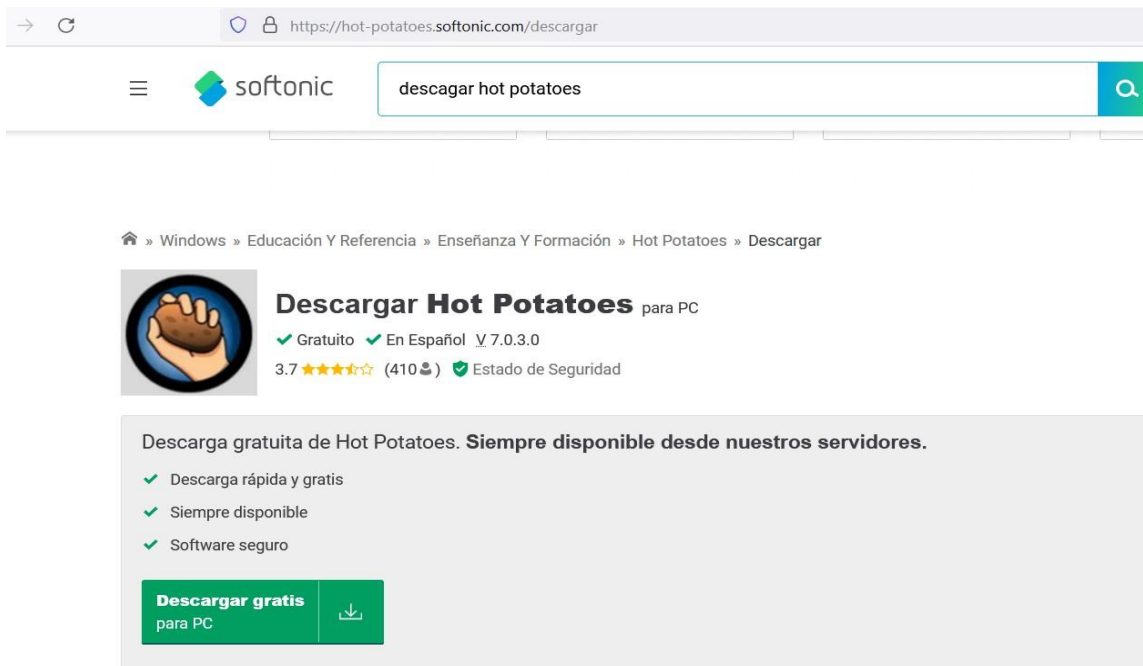 https://hot-potatoes.softonic.com/descargar
softonic
descagar hot potatoes
» Windows » Educación Y Referencia » Enseñanza Y Formación » Hot Potatoes » Descargar
Descargar Hot Potatoes para PC
Gratuito En Español V 7.0.3.0
3.7 (410) Estado de Seguridad
Descarga gratuita de Hot Potatoes. Siempre disponible desde nuestros servidores.
Descarga rápida y gratis
Siempre disponible
Software seguro
Descargar gratis
para PC